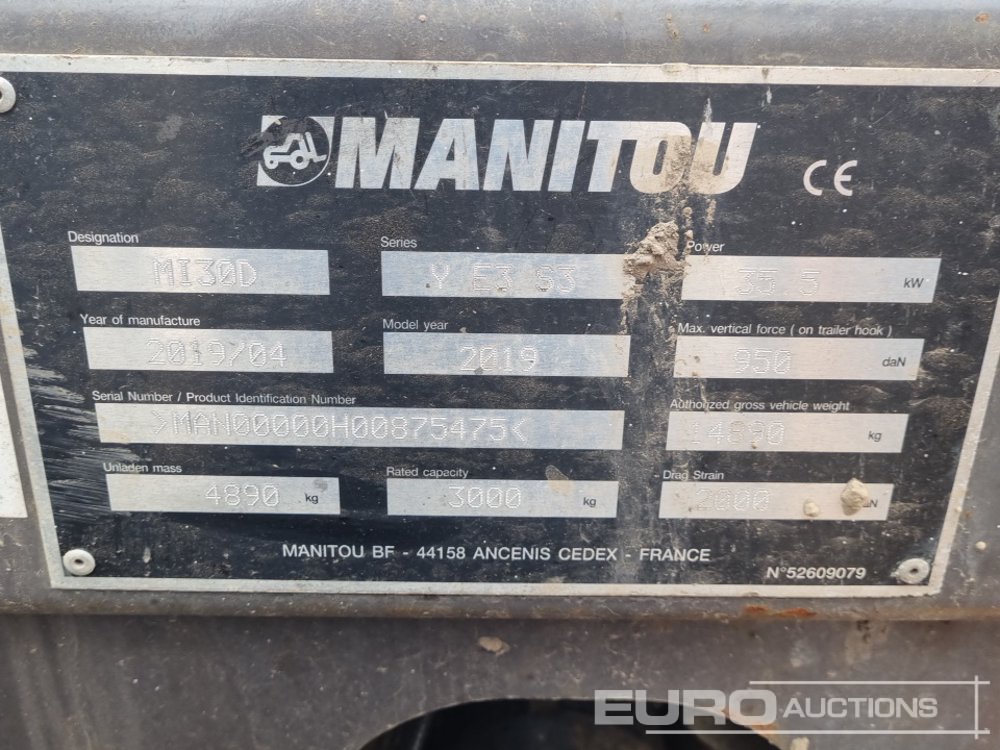 MANITOU CE
Designation Series Power
MI30D Y E3 S3 35 5 kW
Year of manufacture Model year Max. vertical force ( on trailer hook )
2019/04 2019 950 daN
Serial Number / Product Identification Number Authorized gross vehicle weight
>MAN00000H00875475< 14890 kg
Unladen mass Rated capacity Drag Strain
4890 kg 3000 kg 2000
MANITOU BF - 44158 ANCENIS CEDEX - FRANCE
N°52609079
EURO AUCTIONS